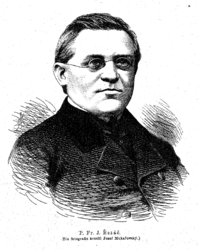 P. Fr. J. Řezáč.
(Dle fotografie kreslil Josef Mukařovský.)